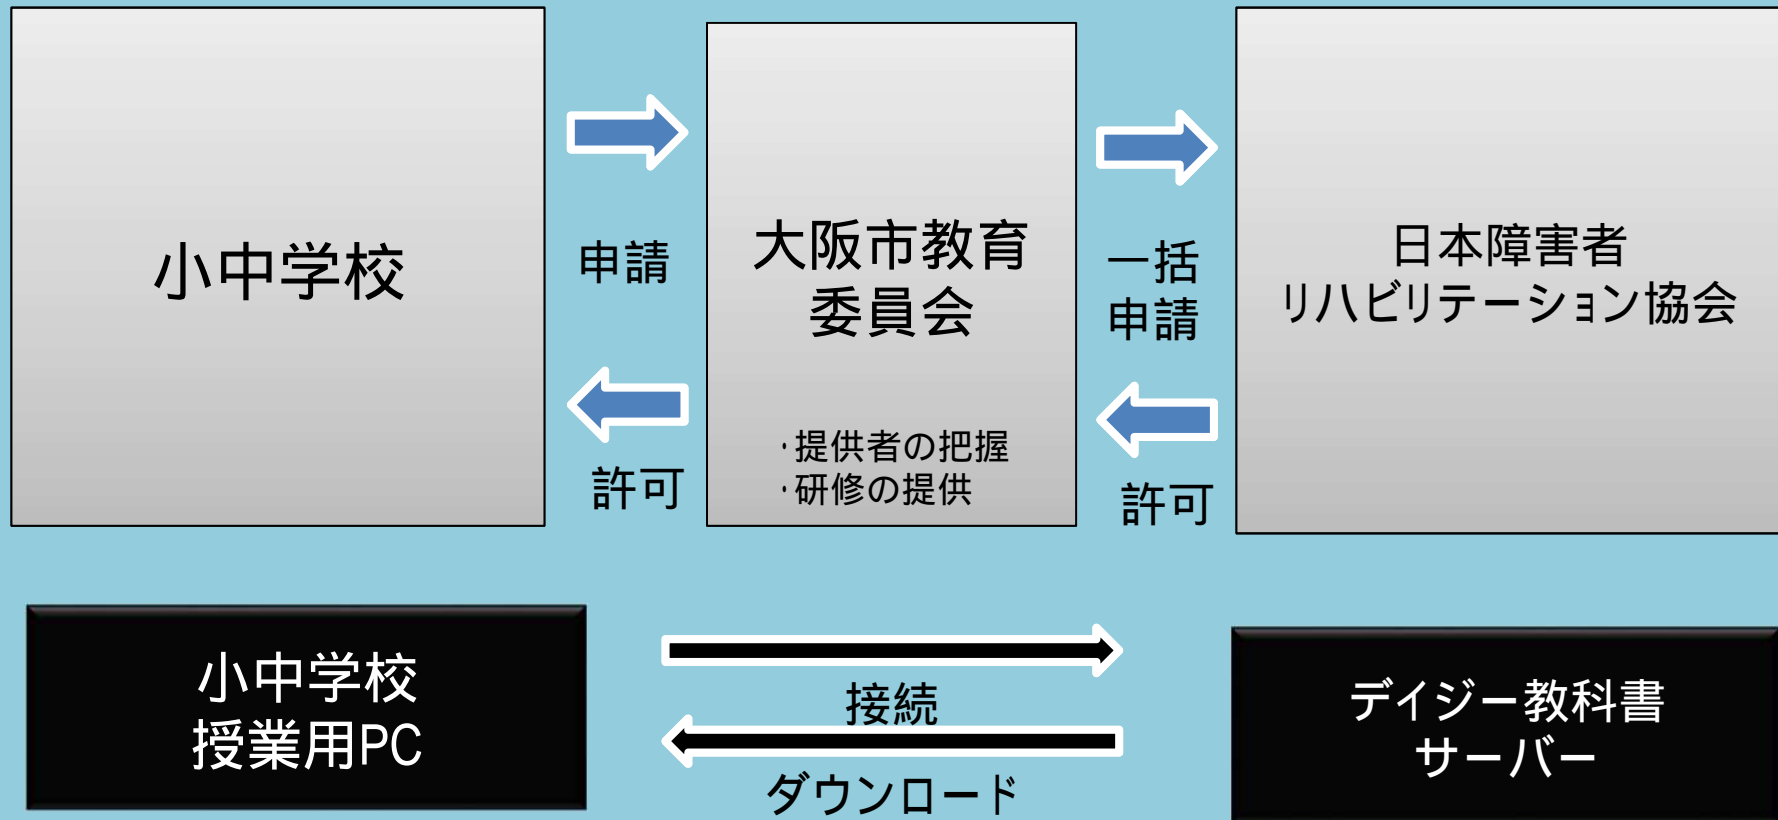 小中学校
申請
許可
大阪市教育
委員会
・提供者の把握
・研修の提供
一括
申請
許可
日本障害者
リハビリテーション協会
小中学校
授業用PC
接続
ダウンロード
デイジー教科書
サーバー